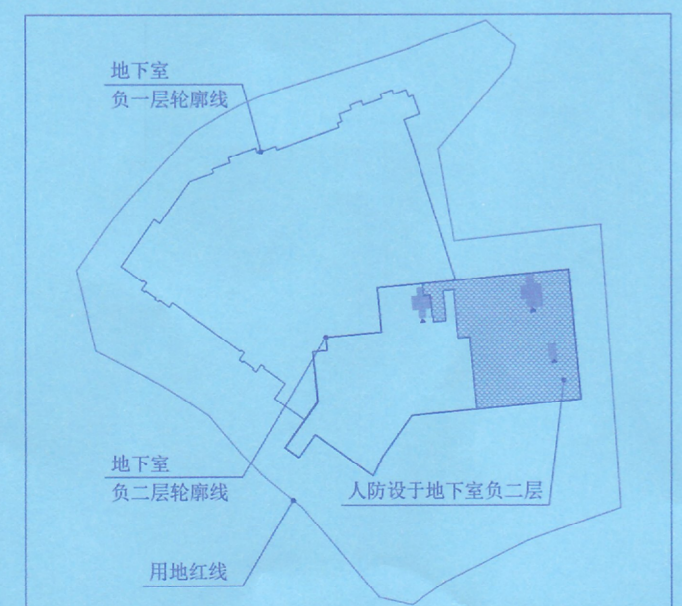 地下室
负一层轮廓线
地下室
负二层轮廓线
人防设于地下室负二层
用地红线